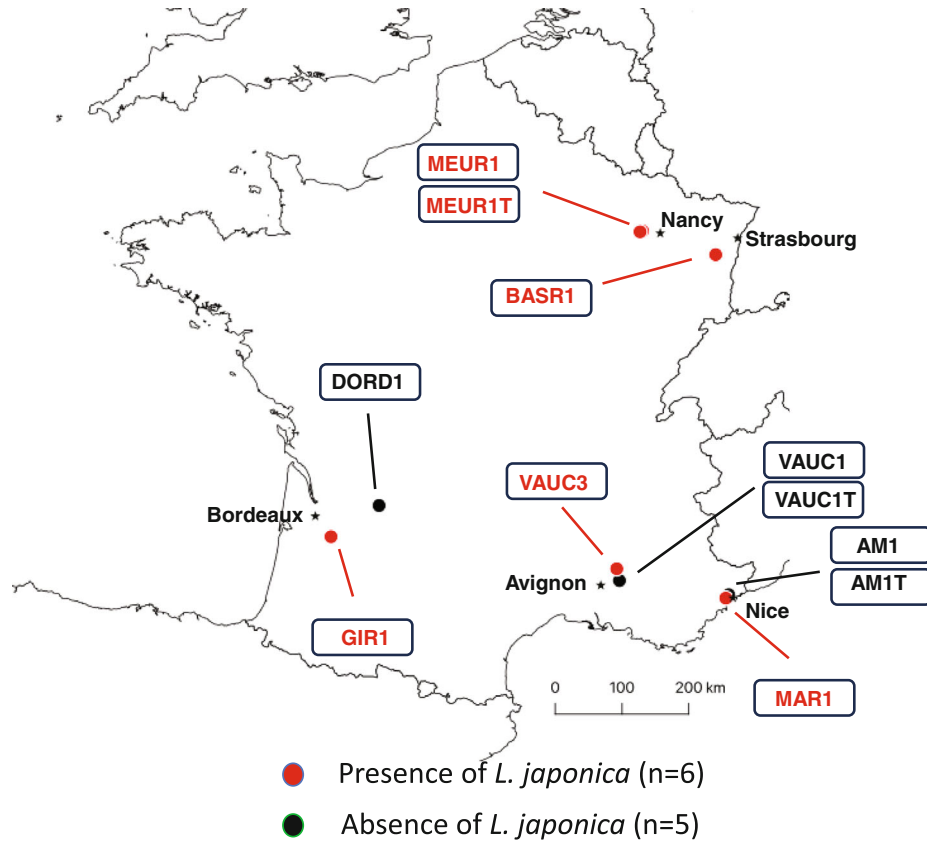 MEUR1
MEUR1T
Nancy
Strasbourg
BASR1
DORD1
VAUC1
VAUC3
VAUC1T
Bordeaux
AM1
Avignon
AM1T
Nice
GIR1
0 100 200 km
MAR1
Presence of L. japonica (n=6)
Absence of L. japonica (n=5)